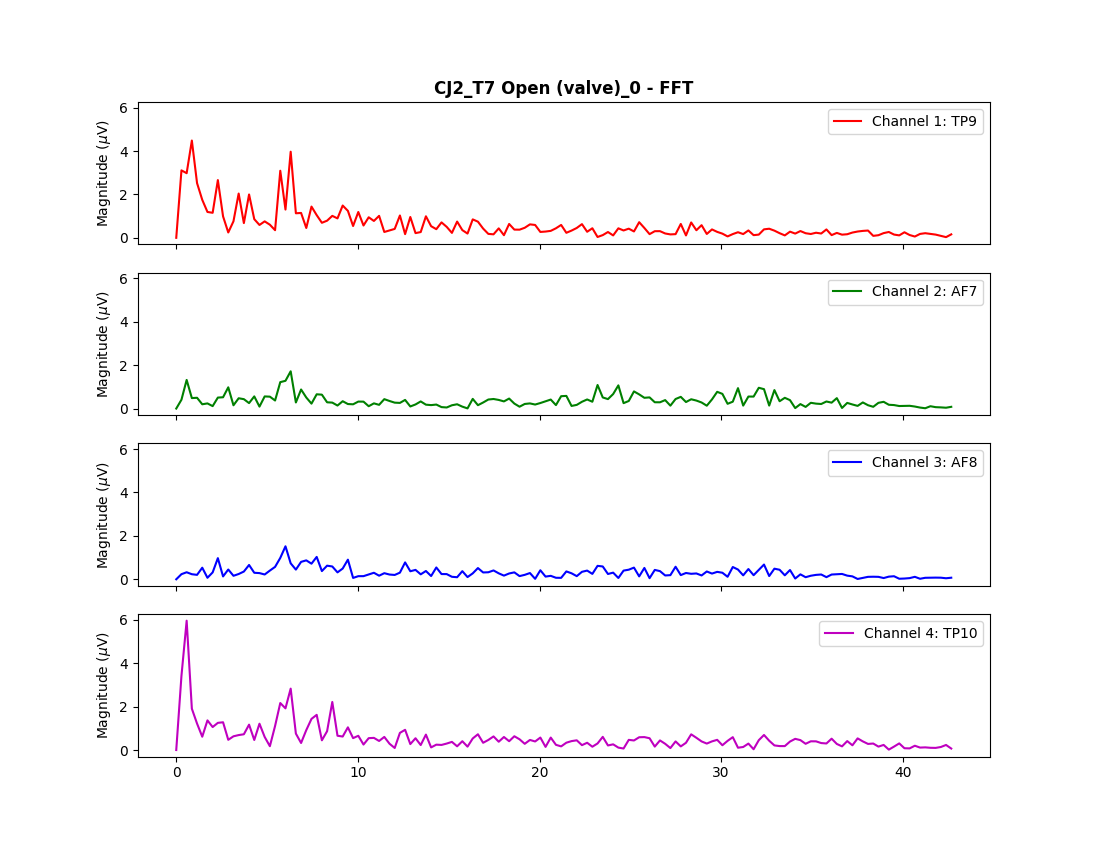 CJ2_T7 Open (valve)_0 - FFT
6
4
2
0
Magnitude (μV)
Channel 1: TP9
6
4
2
0
Magnitude (μV)
Channel 2: AF7
6
4
2
0
Magnitude (μV)
Channel 3: AF8
6
4
2
0
Magnitude (μV)
Channel 4: TP10
0 10 20 30 40